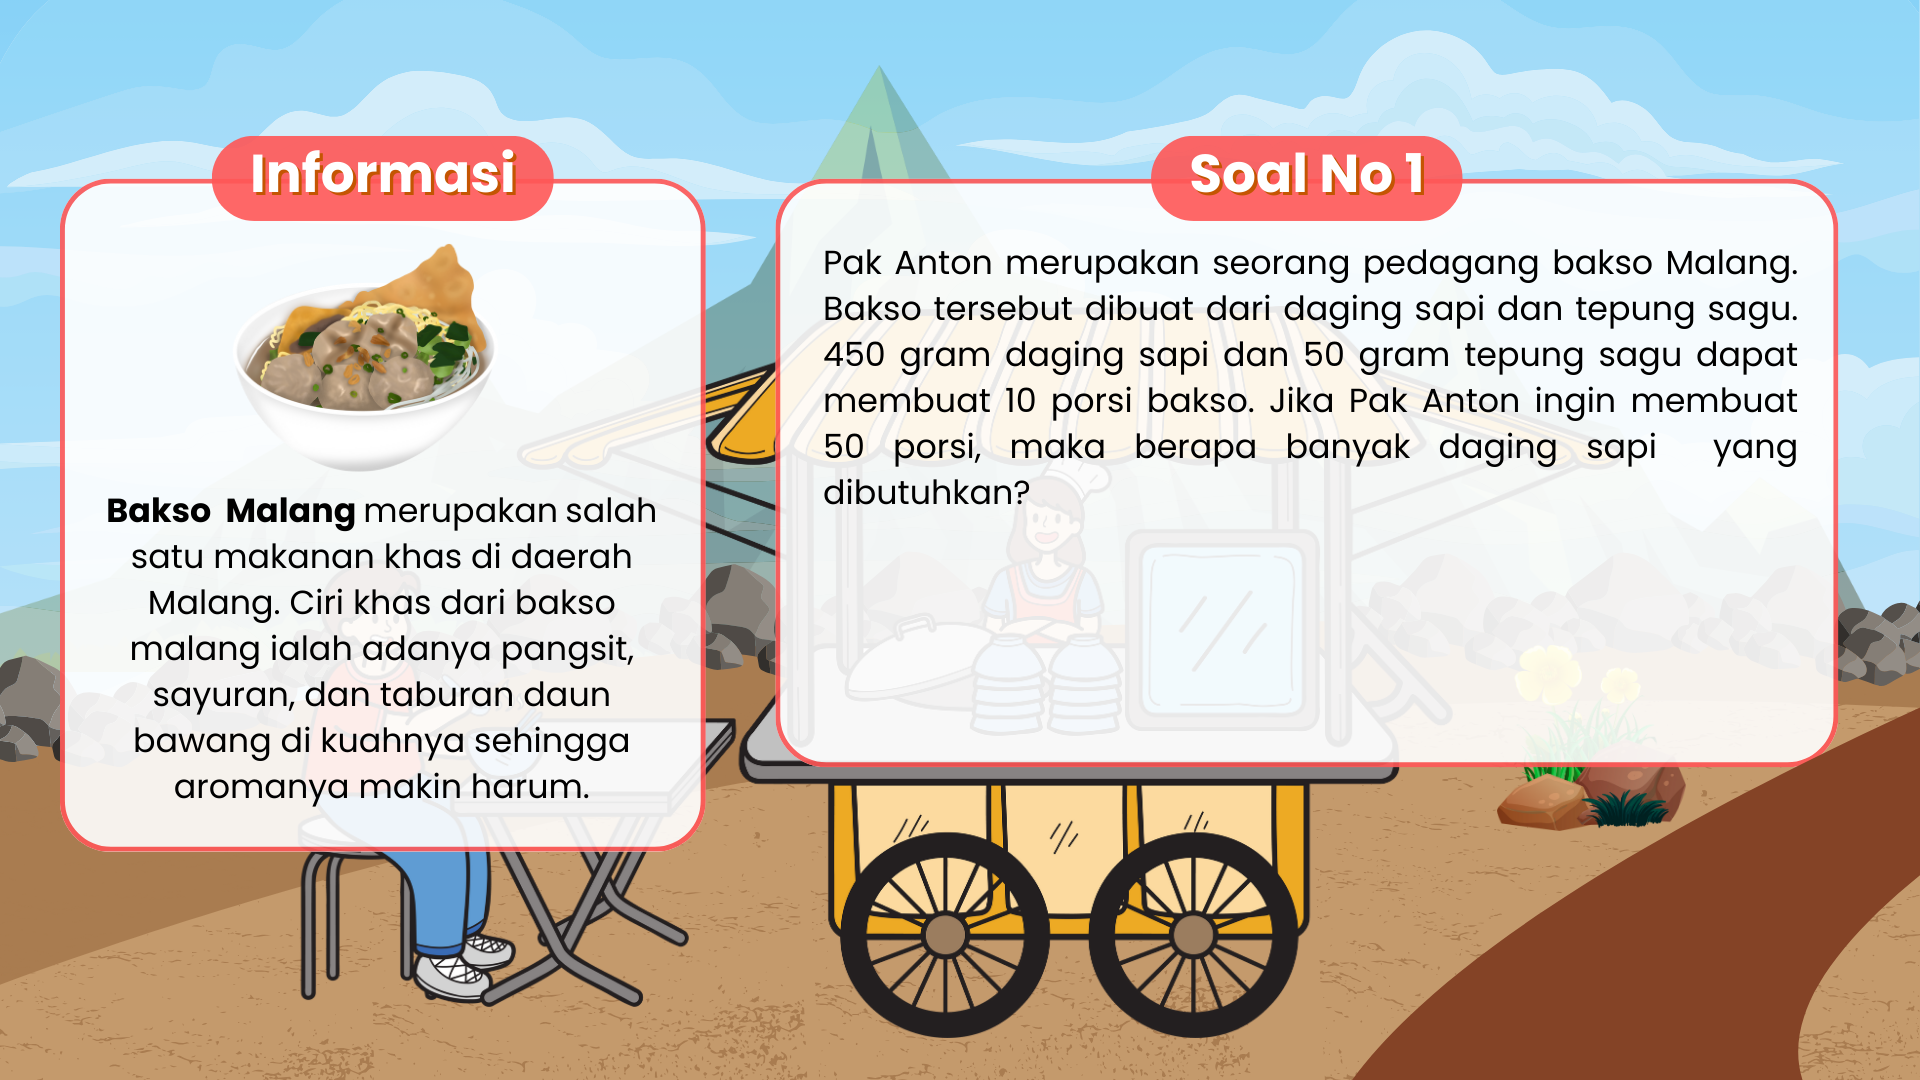 Informasi
Bakso Malang merupakan salah
satu makanan khas di daerah
Malang. Ciri khas dari bakso
malang ialah adanya pangsit,
sayuran, dan taburan daun
bawang di kuahnya sehingga
aromanya makin harum.
Soal No 1
Pak Anton merupakan seorang pedagang bakso Malang.
Bakso tersebut dibuat dari daging sapi dan tepung sagu.
450 gram daging sapi dan 50 gram tepung sagu dapat
membuat 10 porsi bakso. Jika Pak Anton ingin membuat
50 porsi, maka berapa banyak daging sapi yang
dibutuhkan?